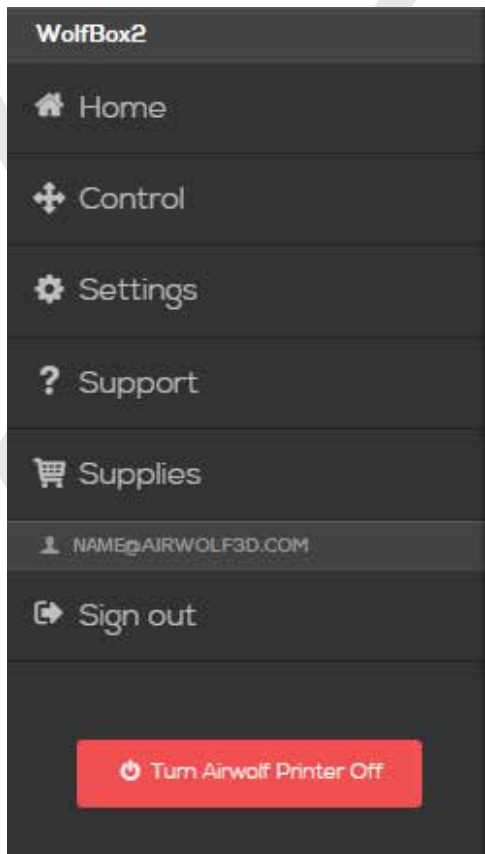 WolfBox2
Home
Control
Settings
Support
Supplies
NAME@AIRWOLF3D.COM
Sign out
Turn Airwolf Printer Off